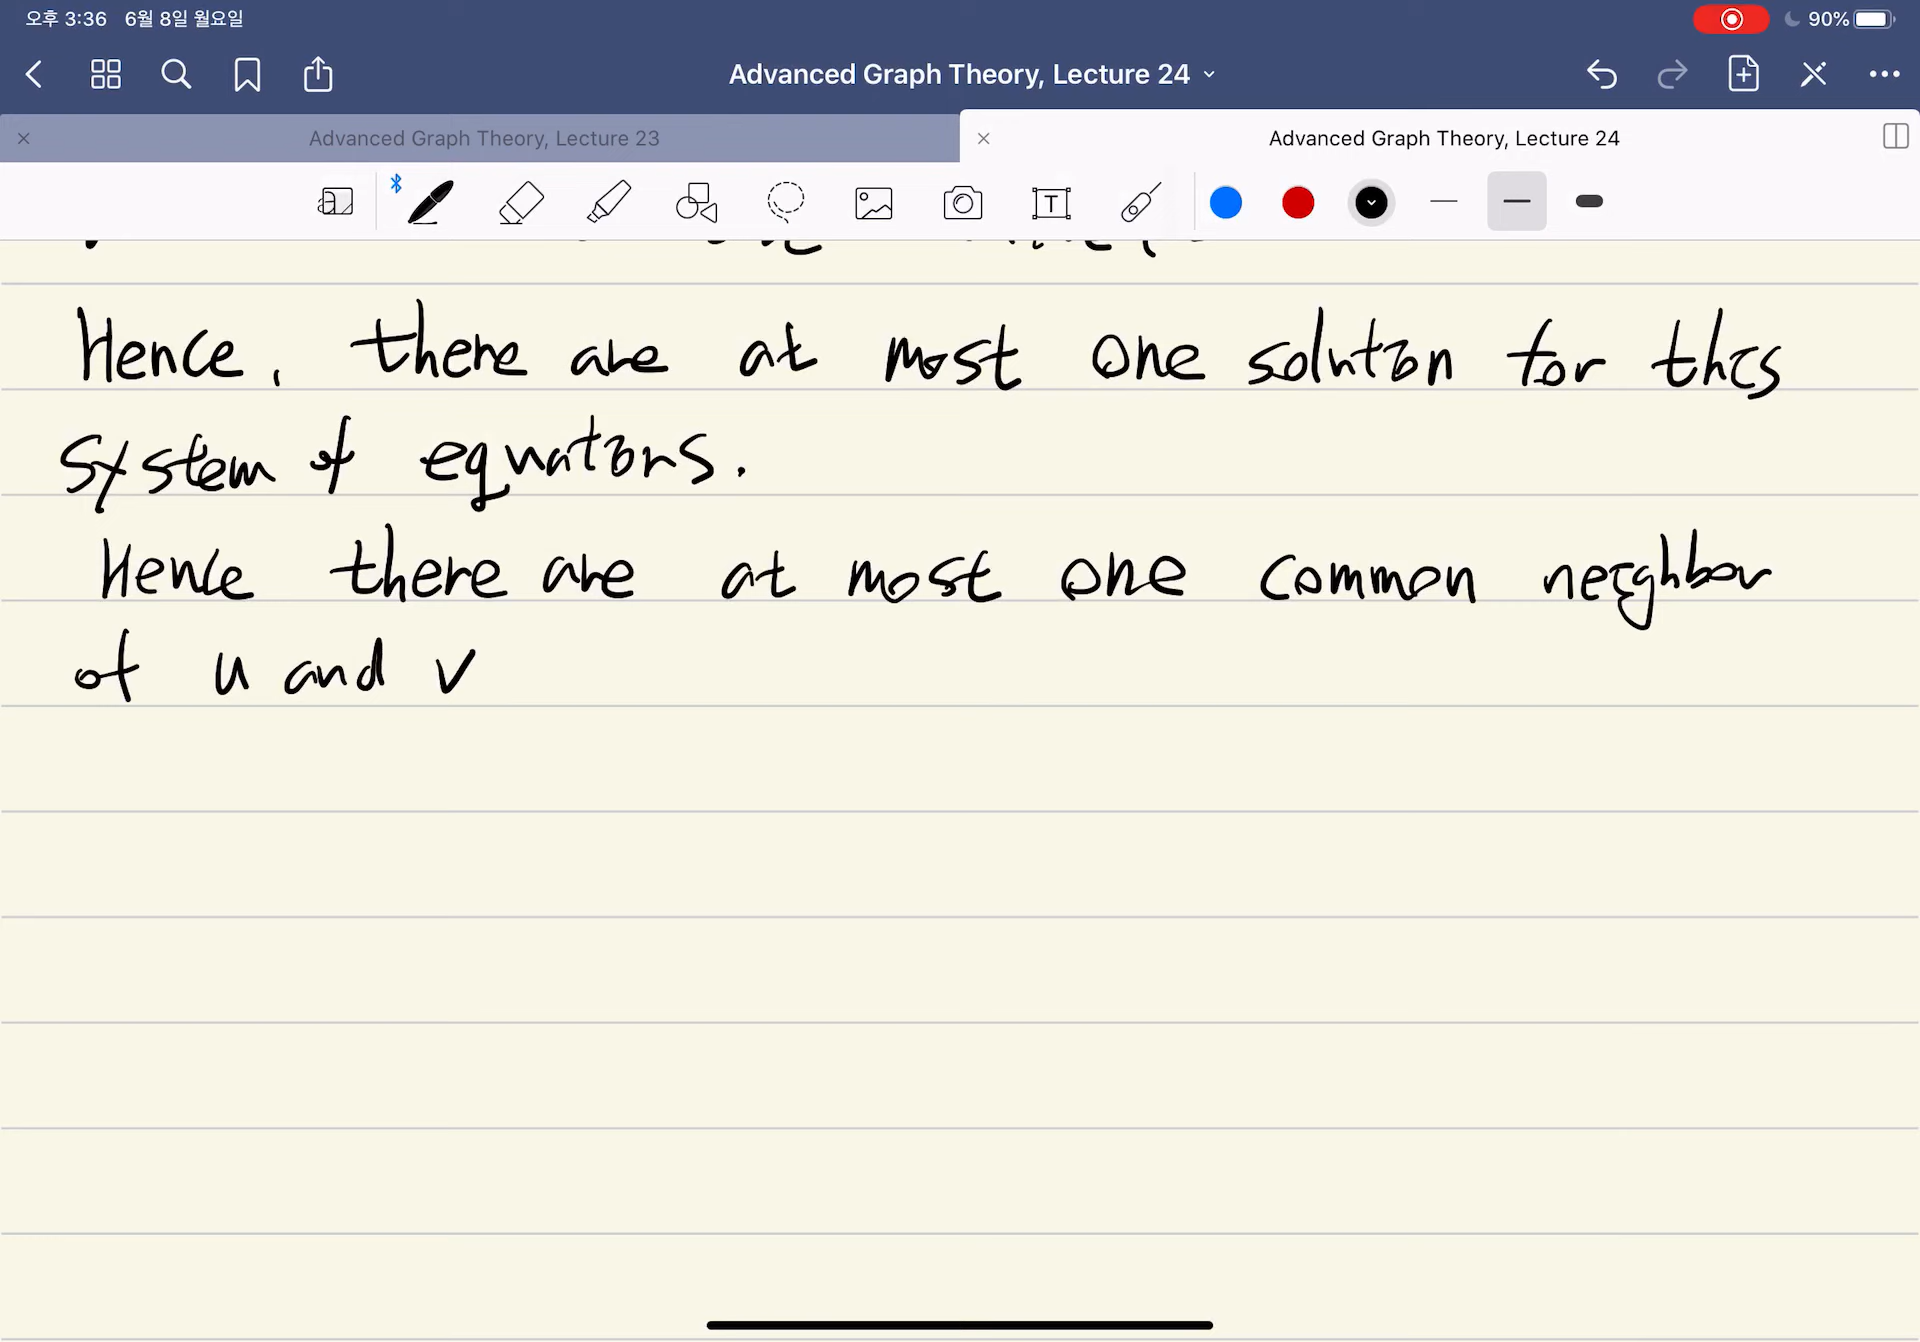 오후 3:36 6월 8일 월요일 90%
Advanced Graph Theory, Lecture 24
Advanced Graph Theory, Lecture 23 Advanced Graph Theory, Lecture 24
Hence, there are at most one solution for this
system of equations.
Hence there are at most one common neighbor
of u and v